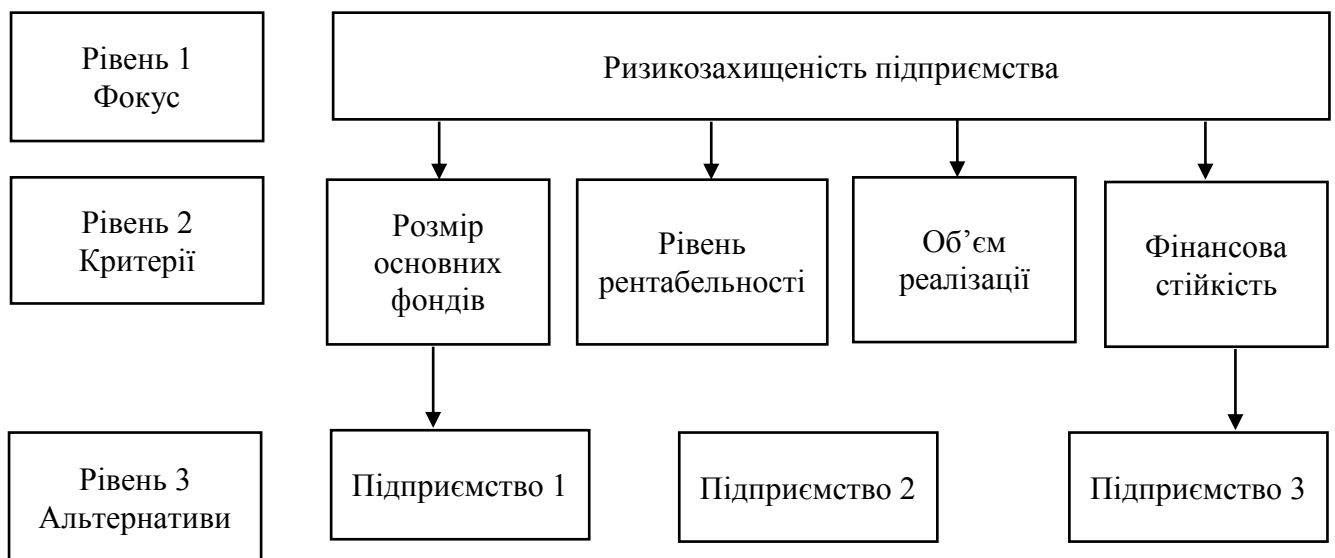 Рівень 1
Фокус
Ризикозахищеність підприємства
Рівень 2
Критерії
Розмір
основних
фондів
Рівень
рентабельності
Об’єм
реалізації
Фінансова
стійкість
Рівень 3
Альтернативи
Підприємство 1
Підприємство 2
Підприємство 3